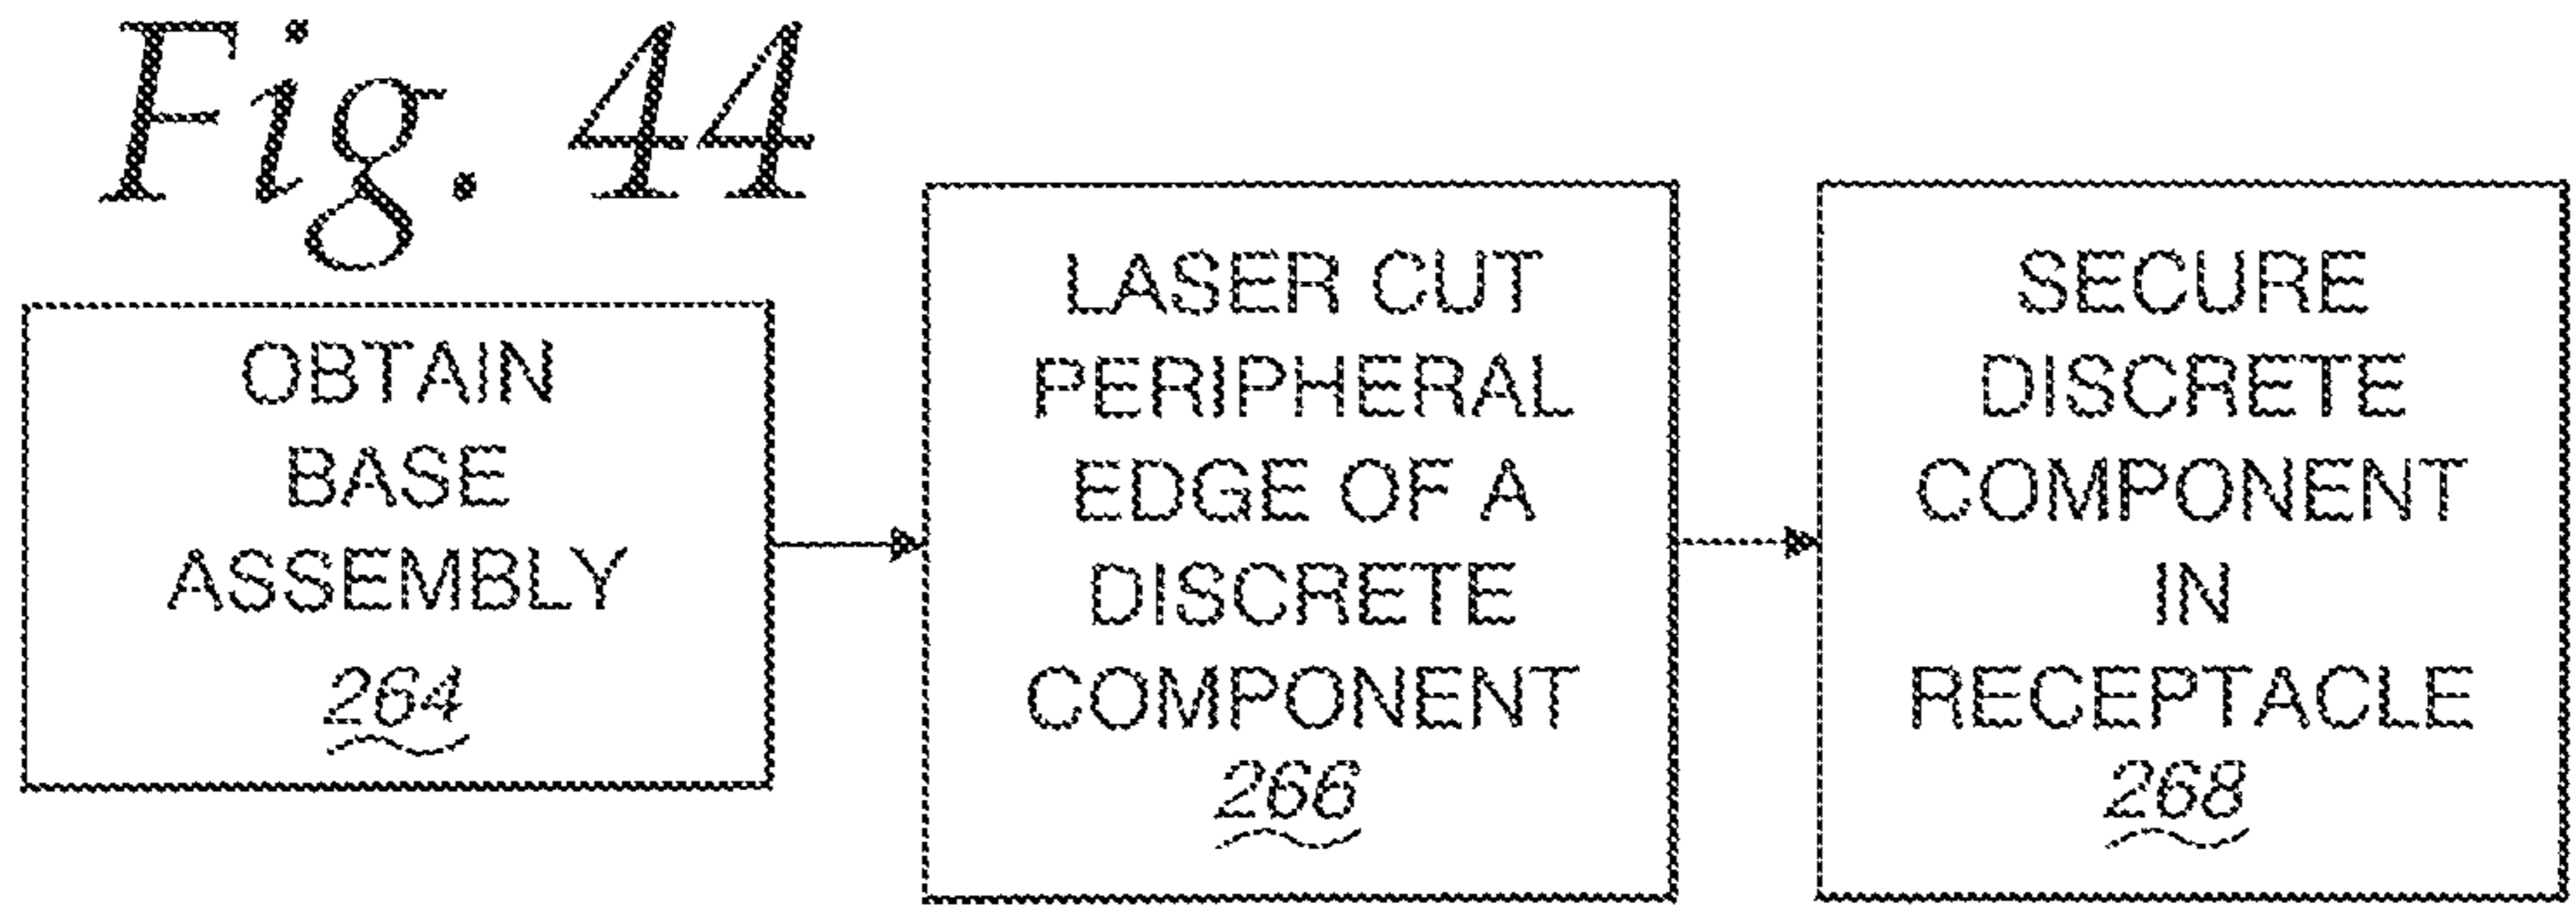 Fig. 44
OBTAIN
BASE
ASSEMBLY
264
LASER CUT
PERIPHERAL
EDGE OF A
DISCRETE
COMPONENT
266
SECURE
DISCRETE
COMPONENT
IN
RECEPTACLE
268